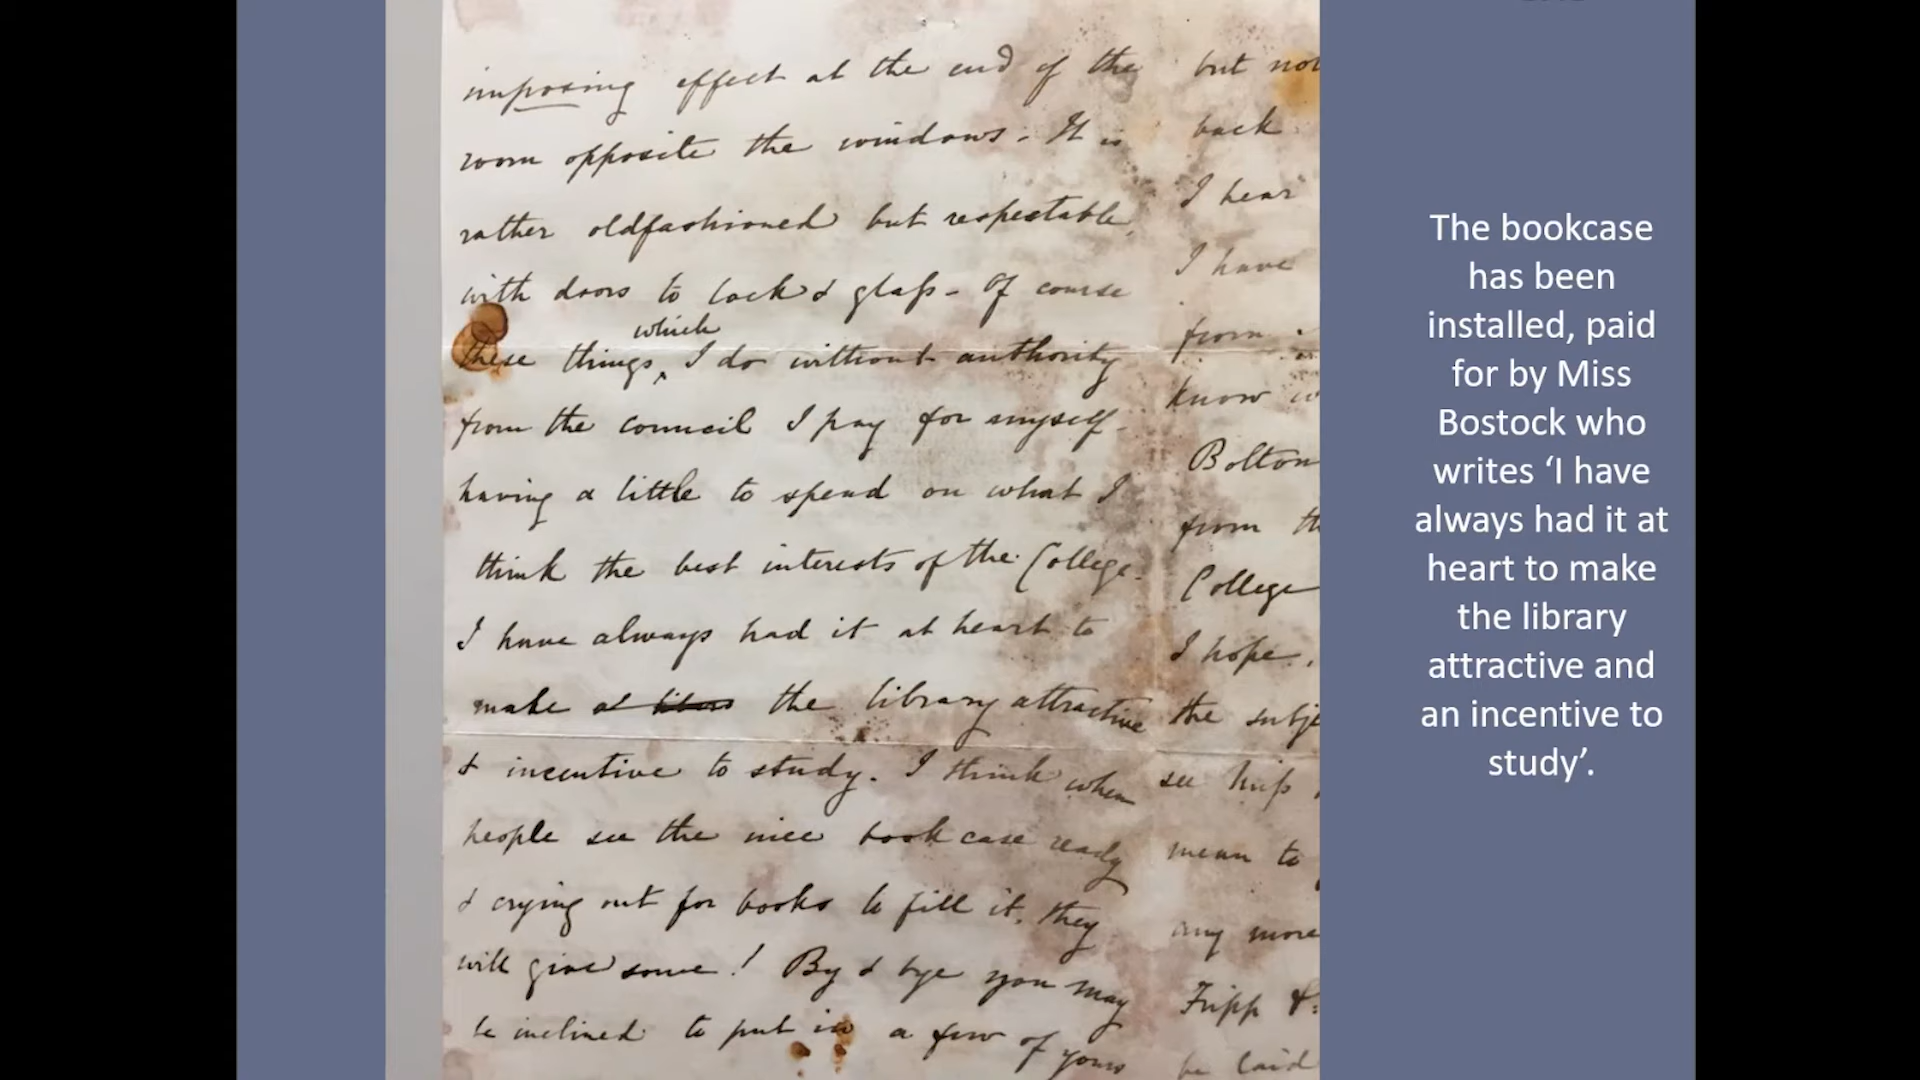 imposing effect at the end of the
room opposite the windows - It is
rather oldfashioned but respectable,
with doors to lock & glass - Of course
which
these things ^ I do without authority
from the council I pay for myself -
having a little to spend on what I
think the best interests of the College.
I have always had it at heart to
make the library attractive
& incentive to study. I think when
people see the nice book case ready
& crying out for books to fill it, they
will give some! By & bye you may
be inclined to put in a few of yours
but not
back
I hear
I have
from
know
Bolton
from th
College
I hope
the subje
see Miss
mean to
any more
Fripp &
be laid
The bookcase
has been
installed, paid
for by Miss
Bostock who
writes ‘I have
always had it at
heart to make
the library
attractive and
an incentive to
study’.